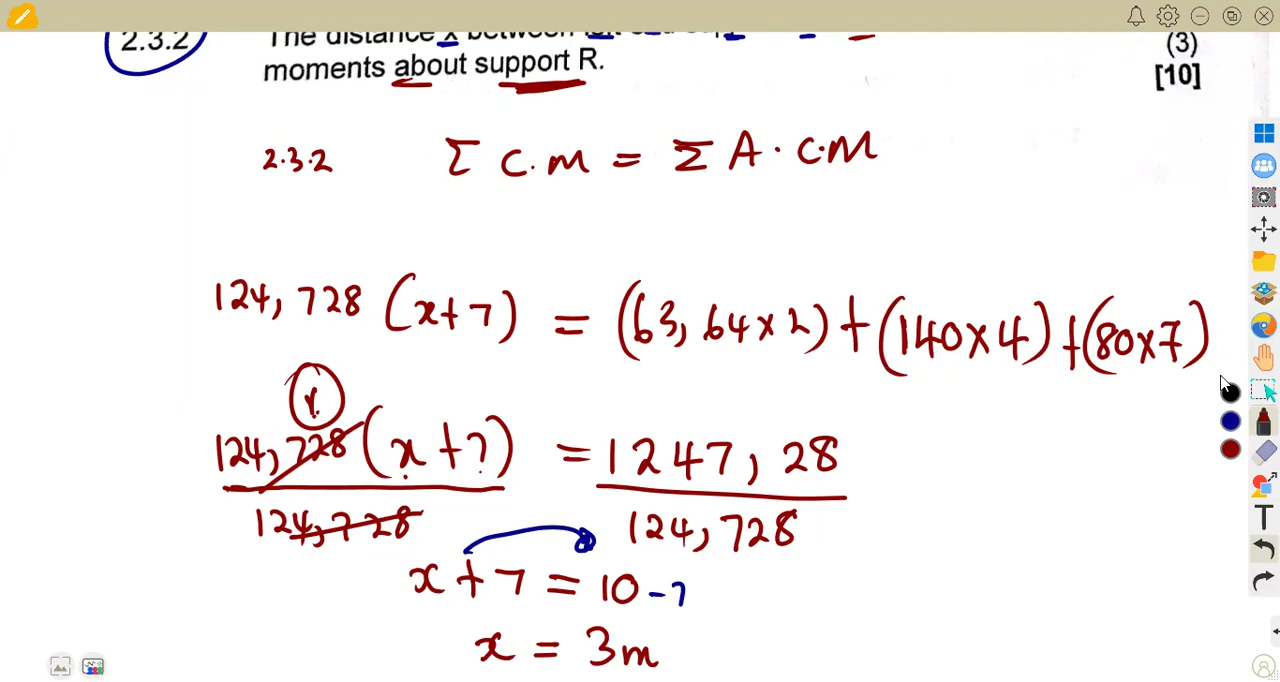 2.3.2 The distance x between
moments about support R. (3)
[10]
2.3.2 Σ C.M = Σ A.C.M
124,728 (x+7) = (63,64×2)+(140×4)+(80×7)
124,728 (x+7) = 1247,28
124,728 124,728
x+7 = 10-7
x = 3m
T